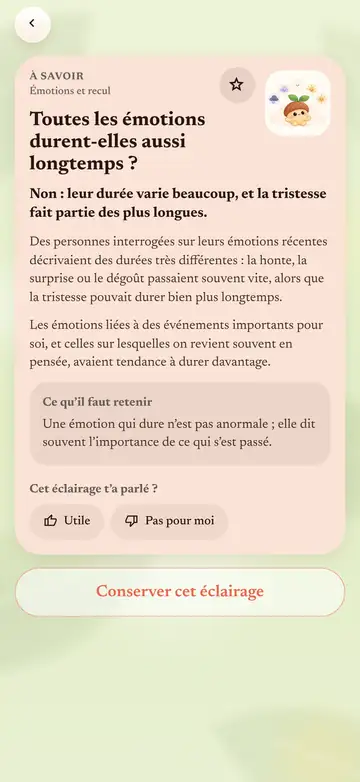 À SAVOIR
Émotions et recul
Toutes les émotions
durent-elles aussi
longtemps ?
Non : leur durée varie beaucoup, et la tristesse
fait partie des plus longues.
Des personnes interrogées sur leurs émotions récentes
décrivaient des durées très différentes : la honte, la
surprise ou le dégoût passaient souvent vite, alors que
la tristesse pouvait durer bien plus longtemps.
Les émotions liées à des événements importants pour
soi, et celles sur lesquelles on revient souvent en
pensée, avaient tendance à durer davantage.
Ce qu’il faut retenir
Une émotion qui dure n’est pas anormale ; elle dit
souvent l’importance de ce qui s’est passé.
Cet éclairage t’a parlé ?
Utile
Pas pour moi
Conserver cet éclairage